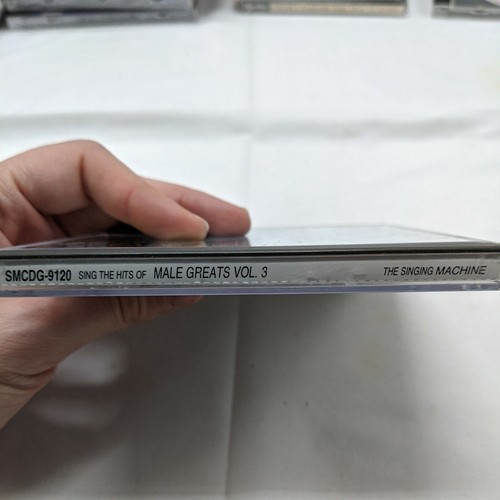 SMCDG-9120 SING THE HITS OF MALE GREATS VOL. 3 THE SINGING MACHINE